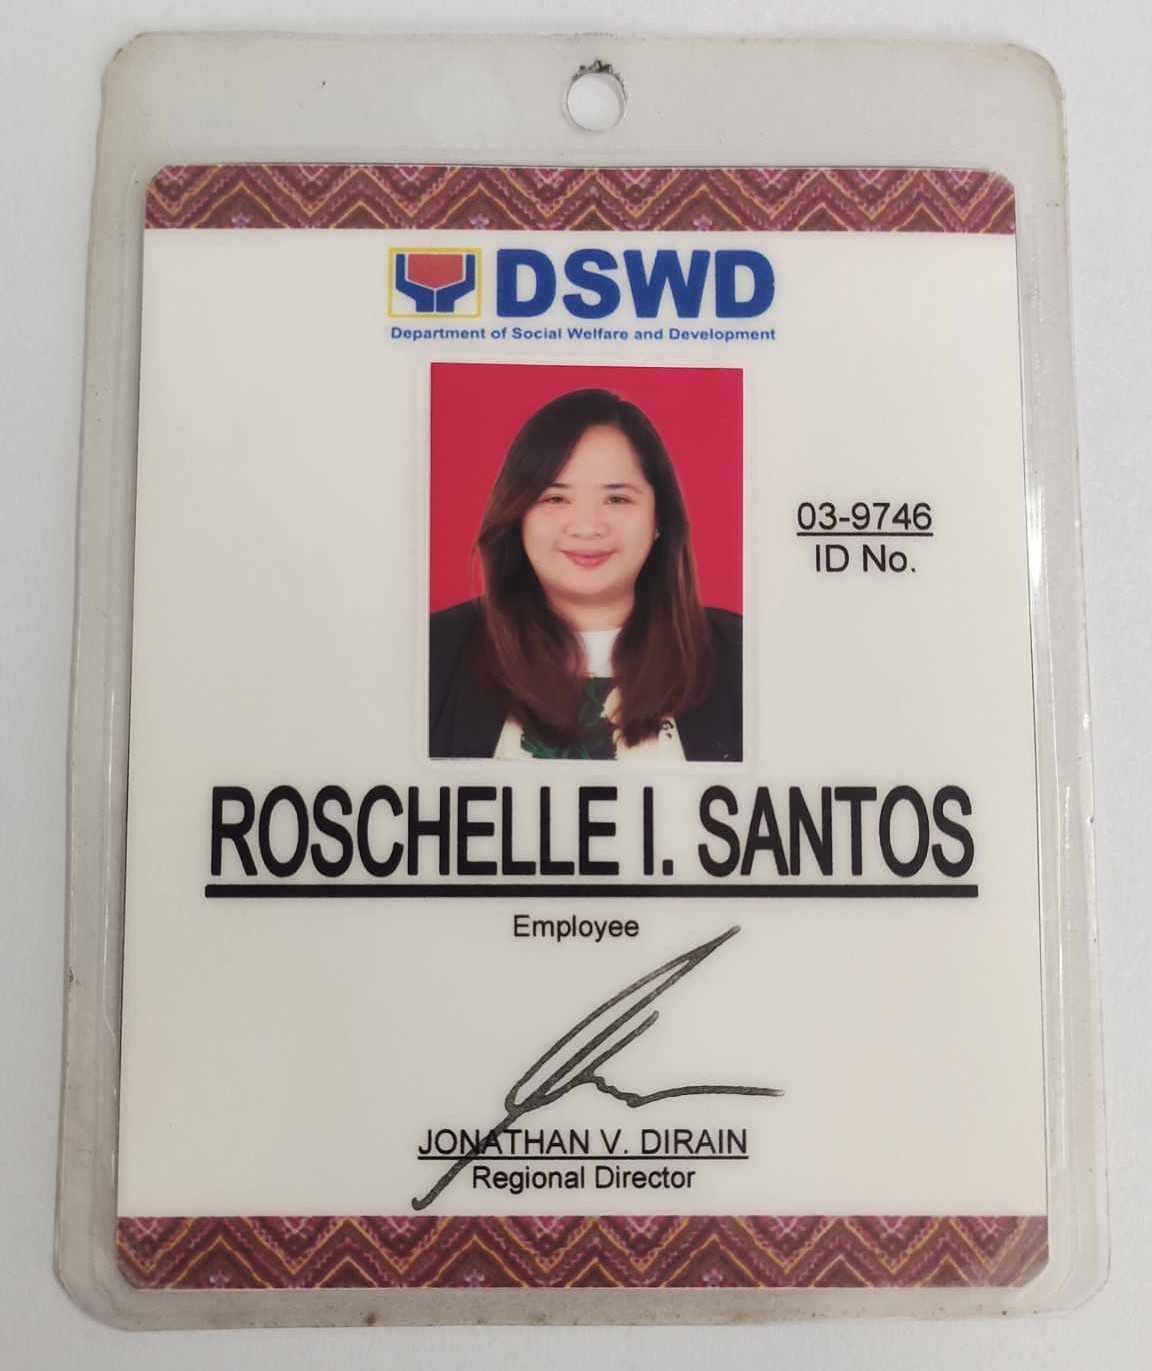 DSWD
Department of Social Welfare and Development
03-9746
ID No.
ROSCHELLE I. SANTOS
Employee
JONATHAN V. DIRAIN
Regional Director